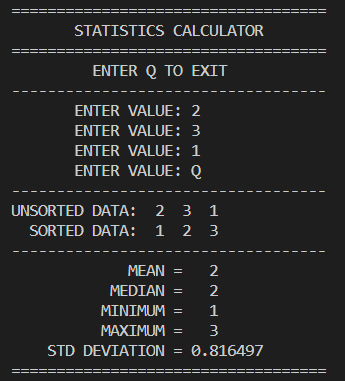 ===================================
STATISTICS CALCULATOR
===================================
ENTER Q TO EXIT
-----------------------------------
ENTER VALUE: 2
ENTER VALUE: 3
ENTER VALUE: 1
ENTER VALUE: Q
-----------------------------------
UNSORTED DATA:  2  3  1
SORTED DATA:  1  2  3
-----------------------------------
MEAN =   2
MEDIAN =   2
MINIMUM =   1
MAXIMUM =   3
STD DEVIATION = 0.816497
===================================